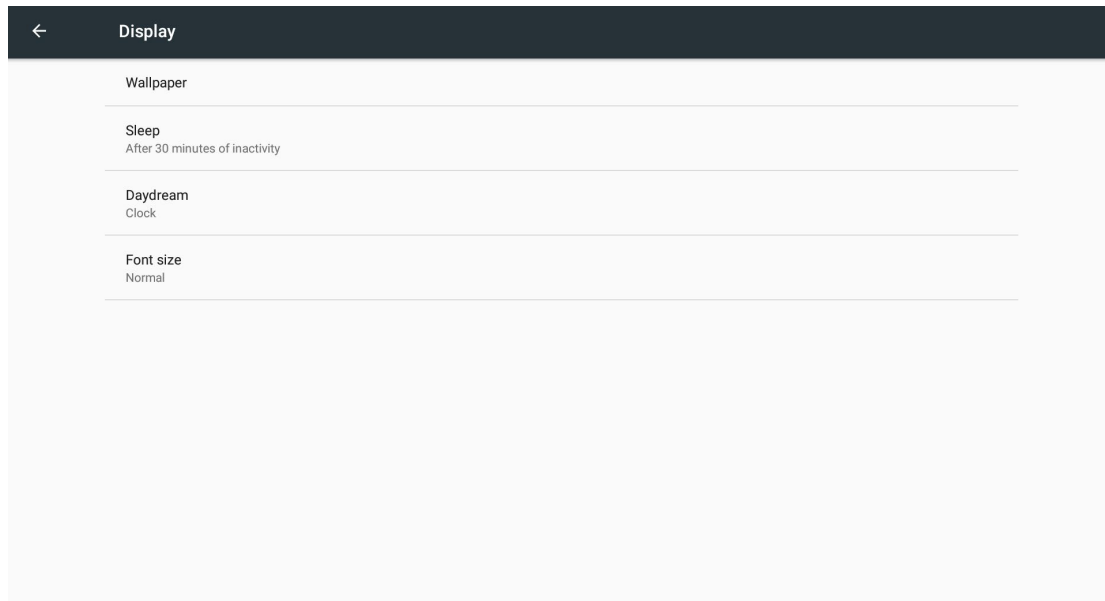 Display
Wallpaper
Sleep
After 30 minutes of inactivity
Daydream
Clock
Font size
Normal